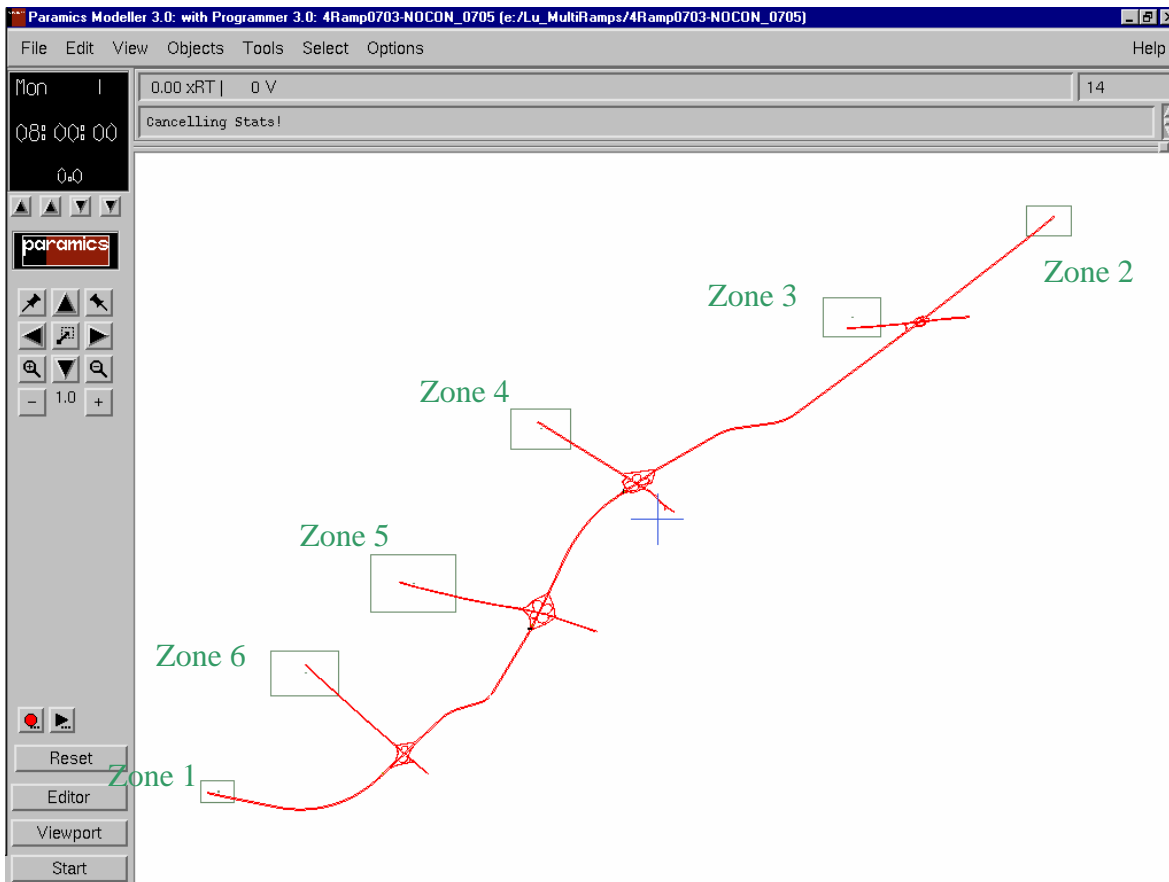 Paramics Modeller 3.0: with Programmer 3.0: 4Ramp0703-NOCON_0705 (e:/Lu_MultiRamps/4Ramp0703-NOCON_0705)
File Edit View Objects Tools Select Options Help
Mon 1
08:00:00
0.0
0.00 xRT | 0 V
14
Cancelling Stats!
paramics
- 1.0 +
Zone 2
Zone 3
Zone 4
Zone 5
Zone 6
Zone 1
Reset
Editor
Viewport
Start